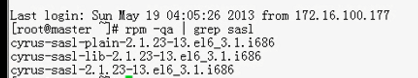 Last login: Sun May 19 04:05:26 2013 from 172.16.100.177
[root@master ~]# rpm -qa | grep sasl
cyrus-sasl-plain-2.1.23-13.el6_3.1.i686
cyrus-sasl-lib-2.1.23-13.el6_3.1.i686
cyrus-sasl-2.1.23-13.el6_3.1.i686